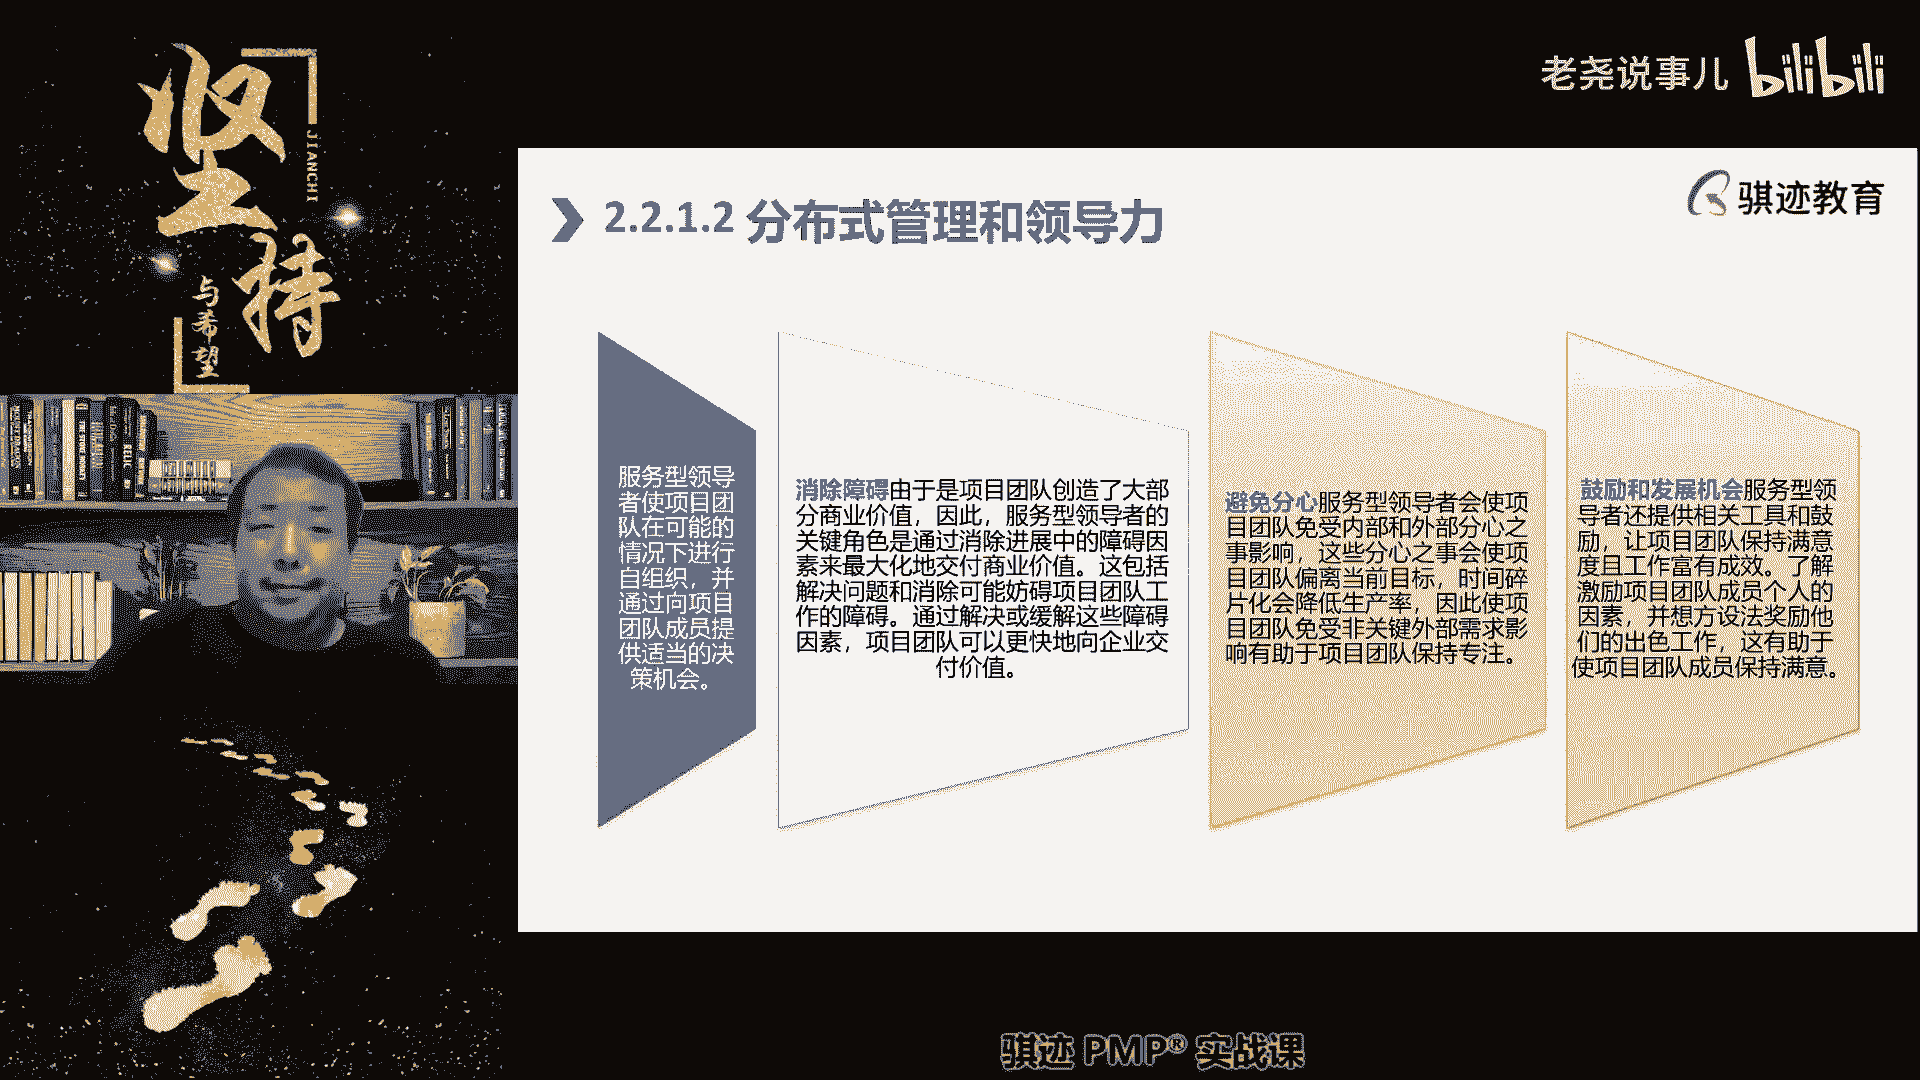 坚持
JIANCHI
与希望
老尧说事儿 bilibili
骐迹教育
2.2.1.2 分布式管理和领导力
服务型领导
者使项目团
队在可能的
情况下进行
自组织，并
通过向项目
团队成员提
供适当的决
策机会。
消除障碍由于是项目团队创造了大部
分商业价值，因此，服务型领导者的
关键角色是通过消除进展中的障碍因
素来最大化地交付商业价值。这包括
解决问题和消除可能妨碍项目团队工
作的障碍。通过解决或缓解这些障碍
因素，项目团队可以更快地向企业交
付价值。
避免分心服务型领导者会使项
目团队免受内部和外部分心之
事影响，这些分心之事会使项
目团队偏离当前目标，时间碎
片化会降低生产率，因此使项
目团队免受非关键外部需求影
响有助于项目团队保持专注。
鼓励和发展机会服务型领
导者还提供相关工具和鼓
励，让项目团队保持满意
度且工作富有成效。了解
激励项目团队成员个人的
因素，并想方设法奖励他
们的出色工作，这有助于
使项目团队成员保持满意。
骐迹 PMP® 实战课